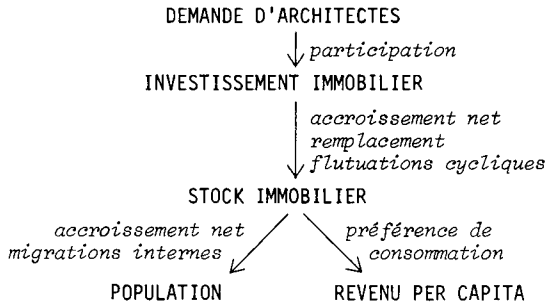 DEMANDE D'ARCHITECTES
participation
INVESTISSEMENT IMMOBILIER
accroissement net
remplacement
flutuations cycliques
STOCK IMMOBILIER
accroissement net
migrations internes
préférence de
consommation
POPULATION
REVENU PER CAPITA